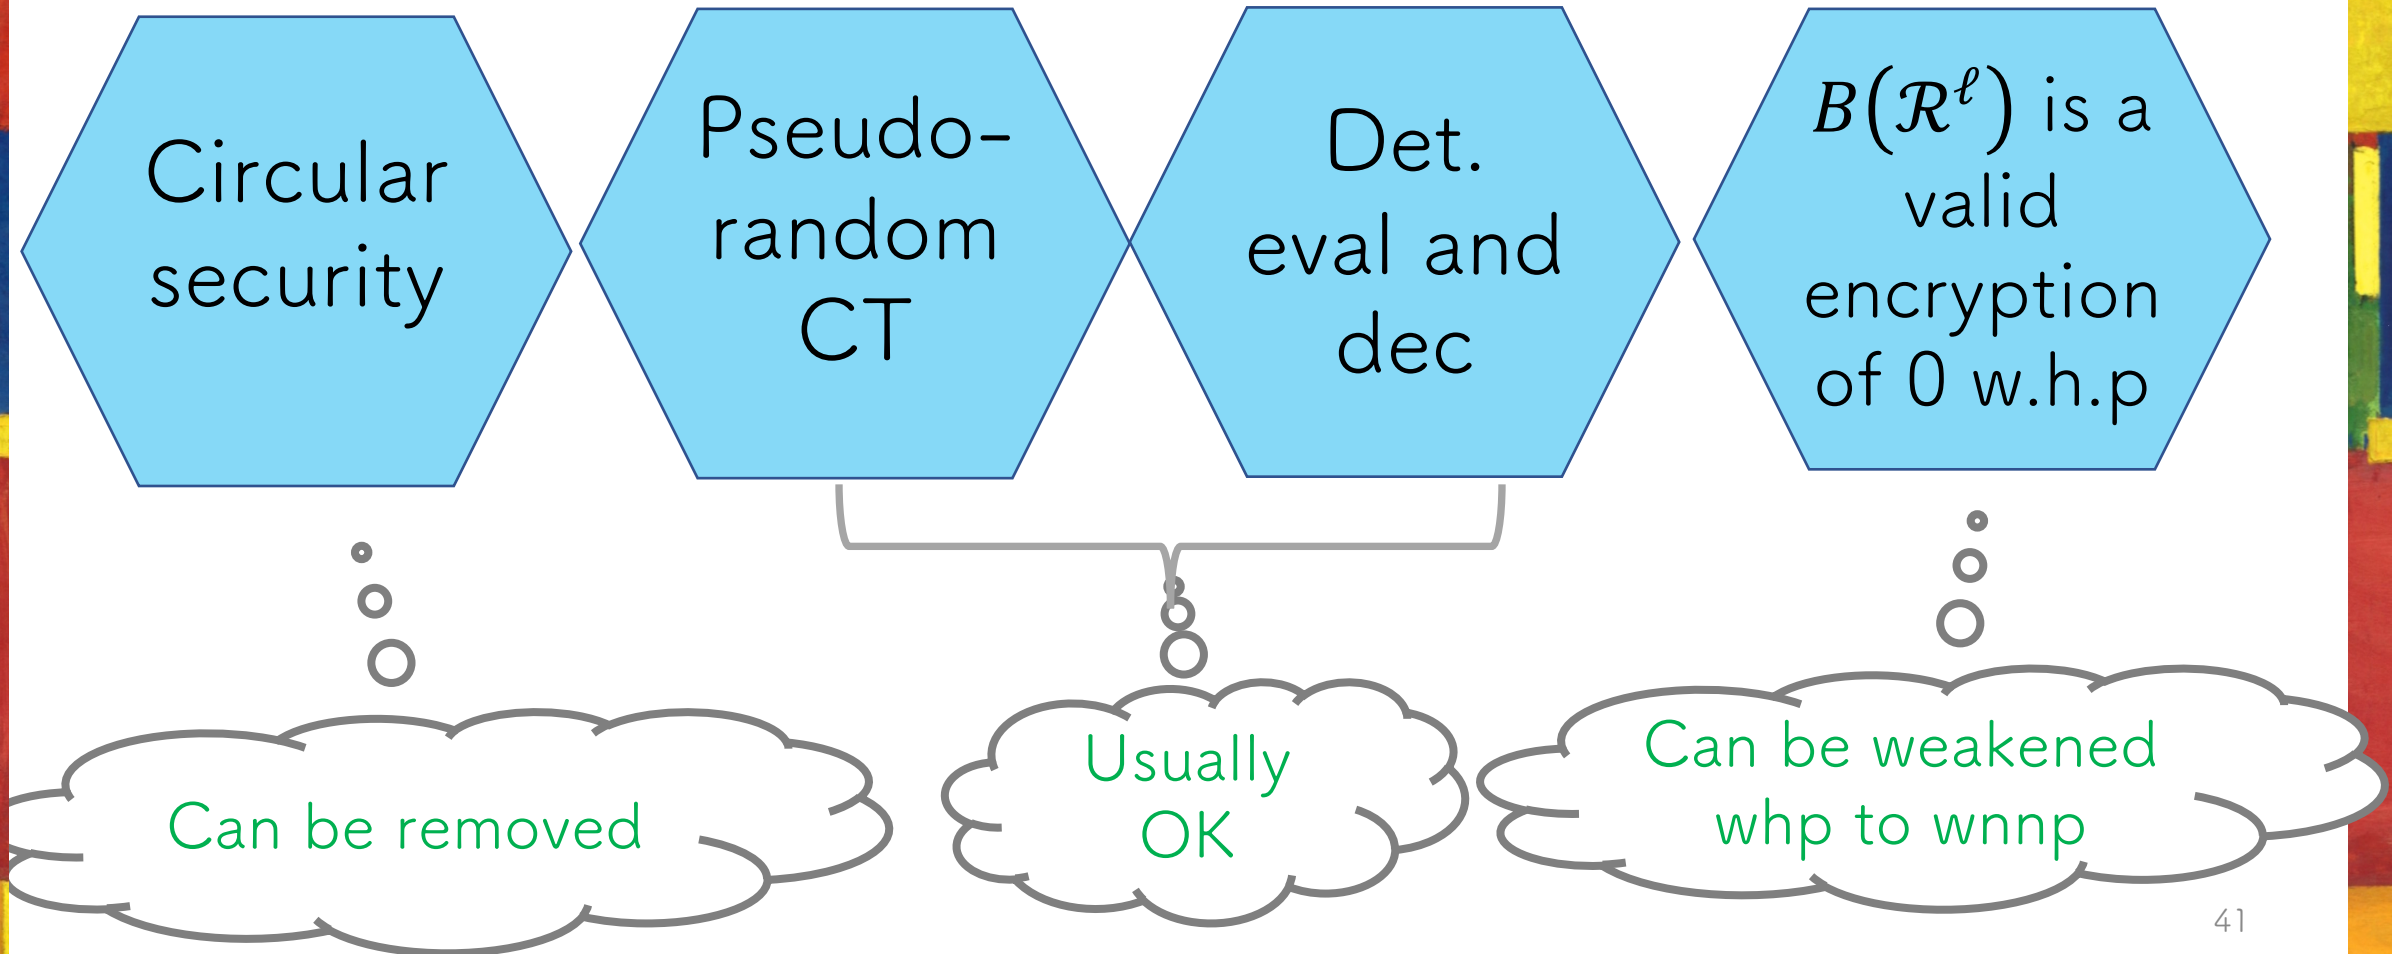 Circular
security
Pseudo-
random
CT
Det.
eval and
dec
𝐵(ℛ^ℓ) is a
valid
encryption
of 0 w.h.p
Can be removed
Usually
OK
Can be weakened
whp to wnnp
41